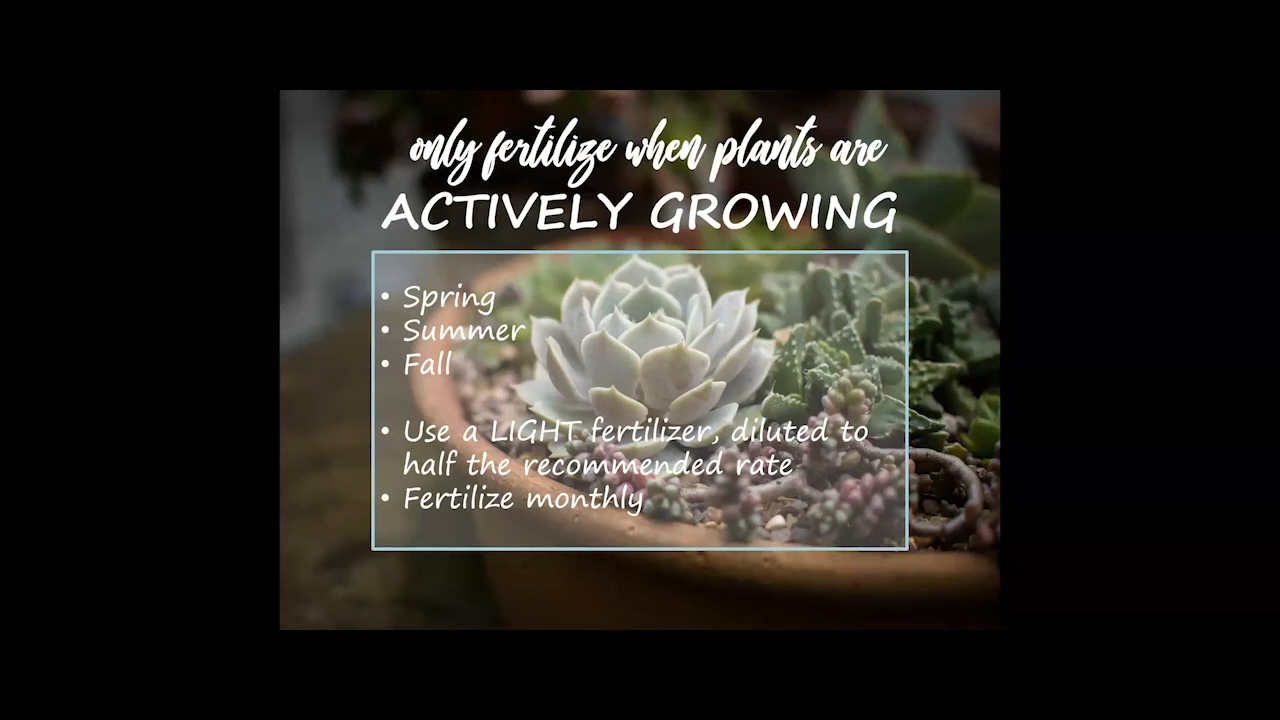 only fertilize when plants are
ACTIVELY GROWING
• Spring
• Summer
• Fall
• Use a LIGHT fertilizer, diluted to
half the recommended rate
• Fertilize monthly